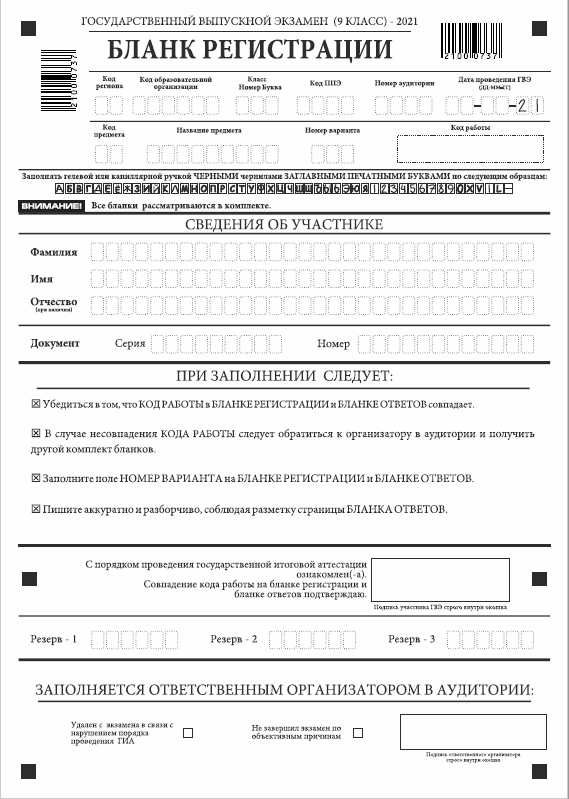 ГОСУДАРСТВЕННЫЙ ВЫПУСКНОЙ ЭКЗАМЕН (9 КЛАСС) - 2021
БЛАНК РЕГИСТРАЦИИ
2100070737
2100070737
Код региона
Код образовательной организации
Класс Номер Буква
Код ППЭ
Номер аудитории
Дата проведения ГВЭ (ДД-ММ-ГГ)
- -21
Код предмета
Название предмета
Номер варианта
Код работы
Заполнять гелевой или капиллярной ручкой ЧЕРНЫМИ чернилами ЗАГЛАВНЫМИ ПЕЧАТНЫМИ БУКВАМИ по следующим образцам:
АБВГДЕЁЖЗИЙКЛМНОПРСТУФХЦЧШЩЪЫЬЭЮЯ1234567890XVIL-
ВНИМАНИЕ! Все бланки рассматриваются в комплекте.
СВЕДЕНИЯ ОБ УЧАСТНИКЕ
Фамилия
Имя
Отчество
(при наличии)
Документ Серия Номер
ПРИ ЗАПОЛНЕНИИ СЛЕДУЕТ:
☒ Убедиться в том, что КОД РАБОТЫ в БЛАНКЕ РЕГИСТРАЦИИ и БЛАНКЕ ОТВЕТОВ совпадает.
☒ В случае несовпадения КОДА РАБОТЫ следует обратиться к организатору в аудитории и получить
другой комплект бланков.
☒ Заполните поле НОМЕР ВАРИАНТА на БЛАНКЕ РЕГИСТРАЦИИ и БЛАНКЕ ОТВЕТОВ.
☒ Пишите аккуратно и разборчиво, соблюдая разметку страницы БЛАНКА ОТВЕТОВ.
С порядком проведения государственной итоговой аттестации
ознакомлен(-а).
Совпадение кода работы на бланке регистрации и
бланке ответов подтверждаю.
Подпись участника ГВЭ строго внутри окошка
Резерв - 1 Резерв - 2 Резерв - 3
ЗАПОЛНЯЕТСЯ ОТВЕТСТВЕННЫМ ОРГАНИЗАТОРОМ В АУДИТОРИИ:
Удален с экзамена в связи с
нарушением порядка
проведения ГИА
Не завершил экзамен по
объективным причинам
Подпись ответственного организатора
строго внутри окошка